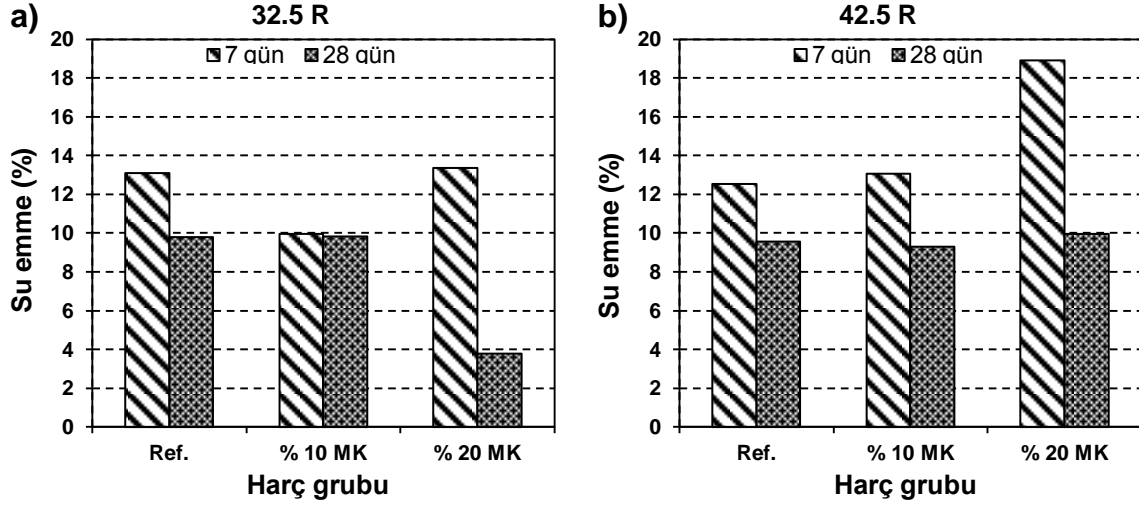 a)
32.5 R
Su emme (%)
20
18
16
14
12
10
8
6
4
2
0
7 gün
28 gün
Ref.
% 10 MK
% 20 MK
Harç grubu
b)
42.5 R
Su emme (%)
20
18
16
14
12
10
8
6
4
2
0
7 gün
28 gün
Ref.
% 10 MK
% 20 MK
Harç grubu